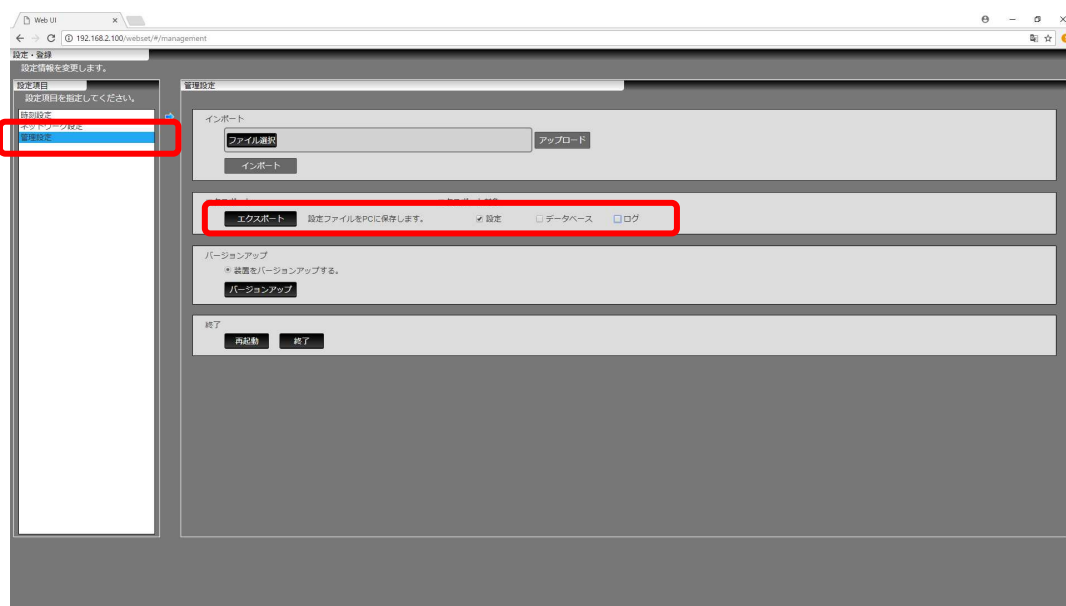 Web UI
192.168.2.100/webset/#/management
設定・登録
設定情報を変更します。
設定項目
設定項目を指定してください。
時刻設定
ネットワーク設定
管理設定
管理設定
インポート
ファイル選択
アップロード
インポート
エクスポート 設定ファイルをPCに保存します。 設定 データベース ログ
バージョンアップ
装置をバージョンアップする。
バージョンアップ
終了
再起動 終了